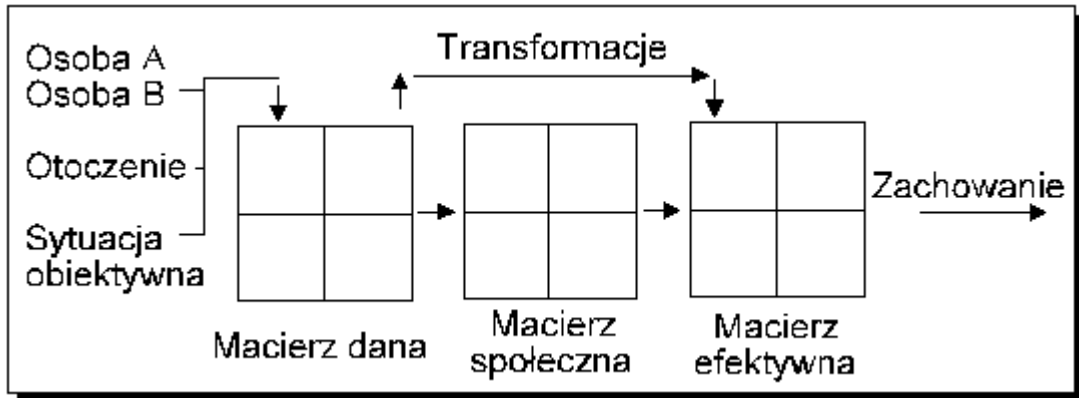 Osoba A
Osoba B
Otoczenie
Sytuacja
obiektywna
Transformacje
Zachowanie
Macierz dana
Macierz
społeczna
Macierz
efektywna